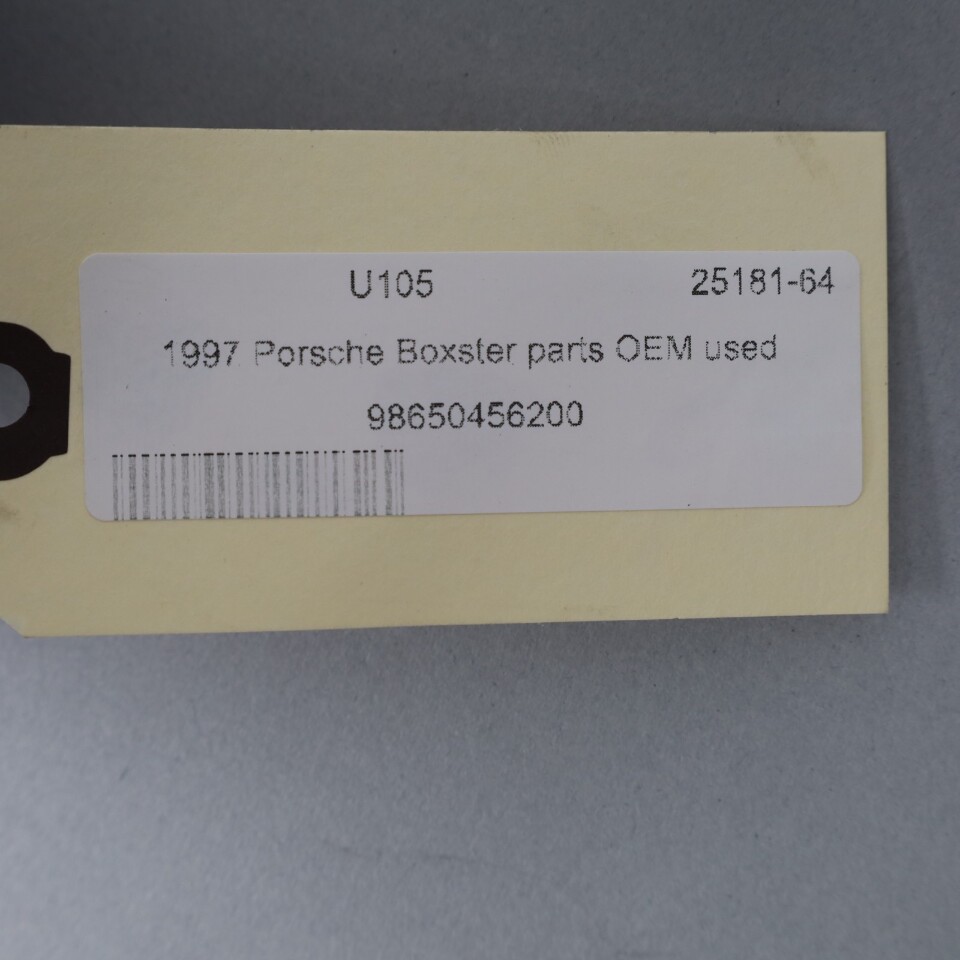 U105 25181-64
1997 Porsche Boxster parts OEM used
98650456200